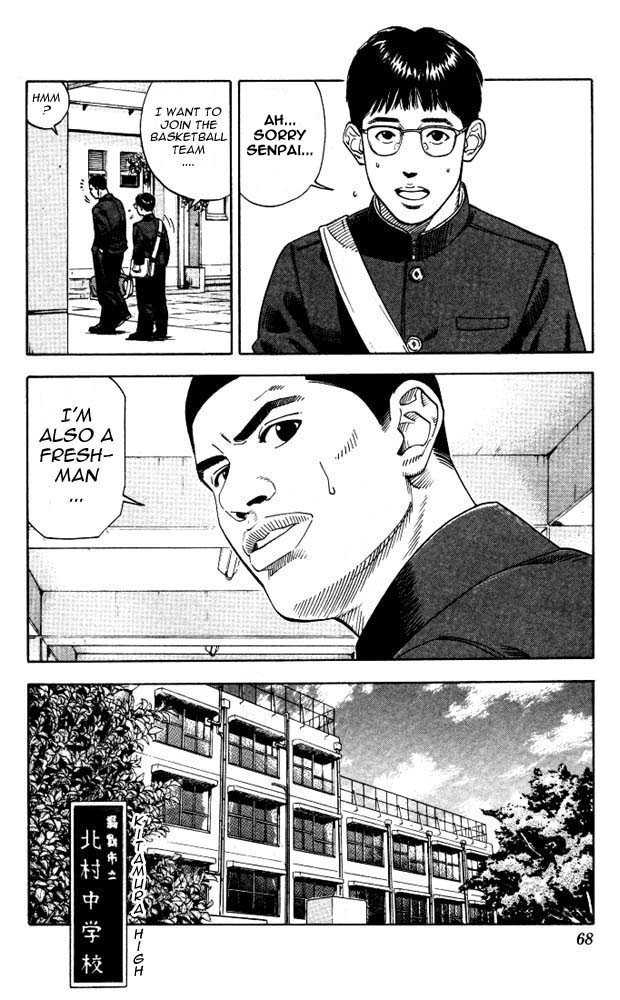 AH...
SORRY
SENPAI...
I WANT TO
JOIN THE
BASKETBALL
TEAM
....
HMM
?
I'M
ALSO A
FRESH-
MAN
...
KITAMURA HIGH
北村中学校
68